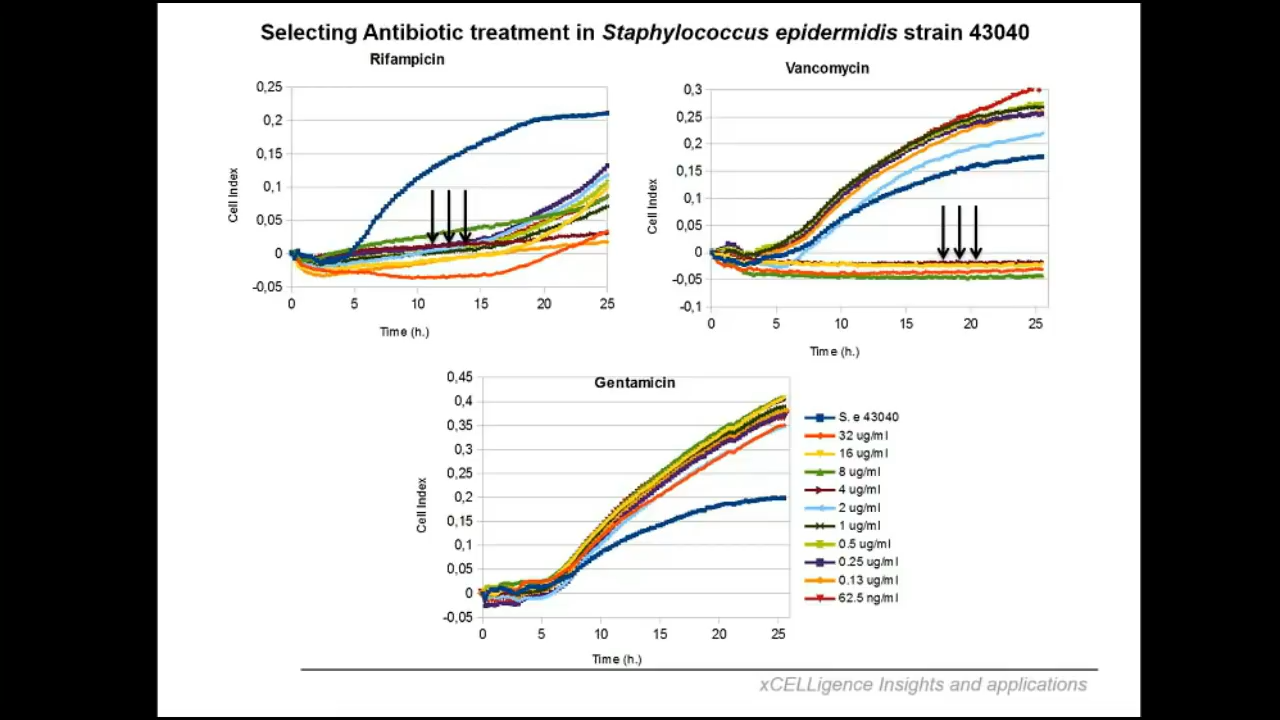 Selecting Antibiotic treatment in Staphylococcus epidermidis strain 43040
Rifampicin
0,25
0,2
0,15
0,1
0,05
0
-0,05
Cell Index
0 5 10 15 20 25
Time (h.)
Vancomycin
0,3
0,25
0,2
0,15
0,1
0,05
0
-0,05
-0,1
Cell Index
0 5 10 15 20 25
Time (h.)
Gentamicin
0,45
0,4
0,35
0,3
0,25
0,2
0,15
0,1
0,05
0
-0,05
Cell Index
0 5 10 15 20 25
Time (h.)
S. e 43040
32 ug/ml
16 ug/ml
8 ug/ml
4 ug/ml
2 ug/ml
1 ug/ml
0.5 ug/ml
0.25 ug/ml
0.13 ug/ml
62.5 ng/ml
xCELLigence Insights and applications